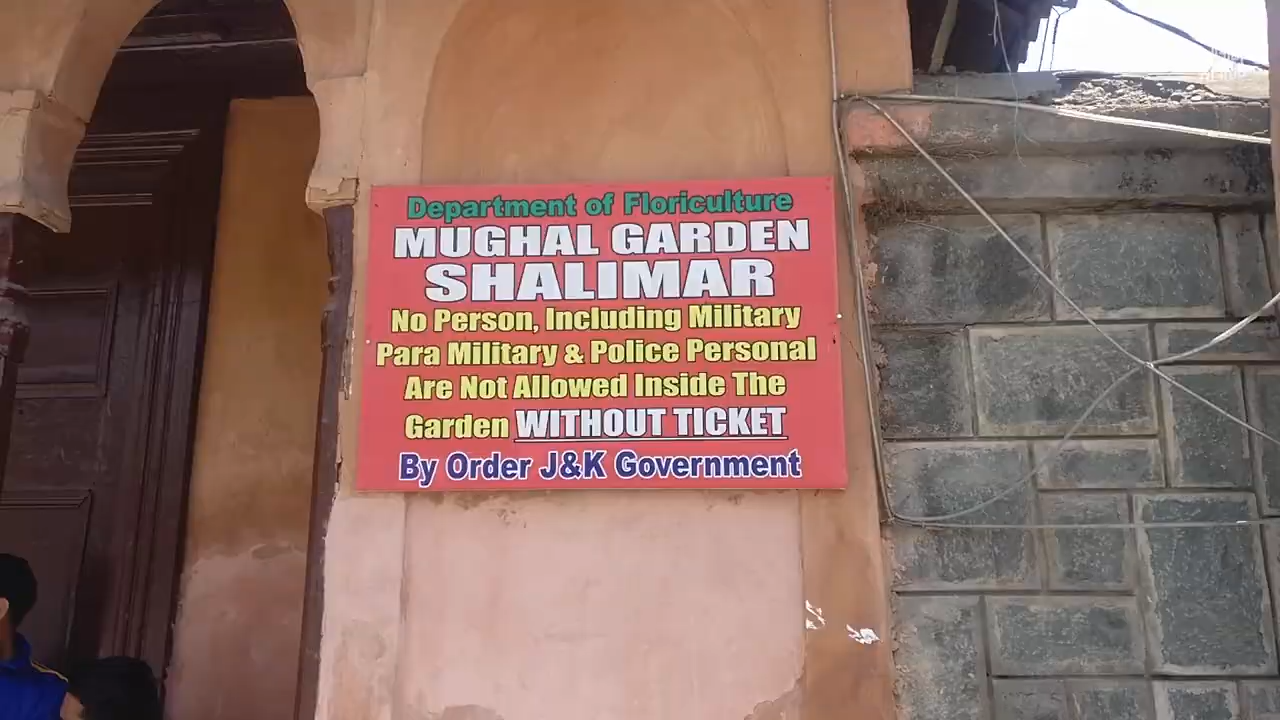 Department of Floriculture
MUGHAL GARDEN
SHALIMAR
No Person, Including Military
Para Military & Police Personal
Are Not Allowed Inside The
Garden WITHOUT TICKET
By Order J&K Government